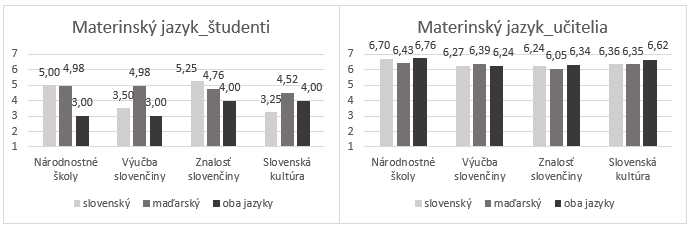 Materinský jazyk_študenti
7
6
5
4
3
2
1
5,00 4,98 3,00
3,50 4,98 3,00
5,25 4,76 4,00
3,25 4,52 4,00
Národnostné školy
Výučba slovenčiny
Znalosť slovenčiny
Slovenská kultúra
slovenský maďarský oba jazyky
Materinský jazyk_učitelia
7
6
5
4
3
2
1
6,70 6,43 6,76
6,27 6,39 6,24
6,24 6,05 6,34
6,36 6,35 6,62
Národnostné školy
Výučba slovenčiny
Znalosť slovenčiny
Slovenská kultúra
slovenský maďarský oba jazyky